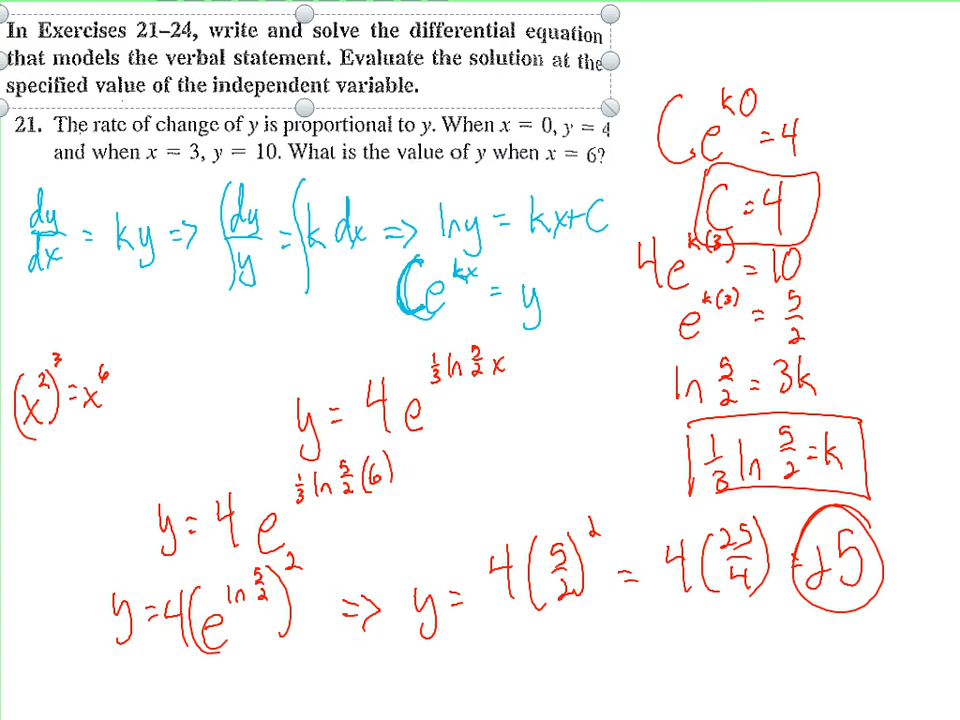 In Exercises 21–24, write and solve the differential equation
that models the verbal statement. Evaluate the solution at the
specified value of the independent variable.
21. The rate of change of y is proportional to y. When x = 0, y = 4
and when x = 3, y = 10. What is the value of y when x = 6?
dy/dx = ky => ∫dy/y = ∫k dx => ln y = kx+C
Ce^{kx} = y
Ce^{k0} = 4
C = 4
4e^{k(3)} = 10
e^{k(3)} = 5/2
ln 5/2 = 3k
1/3 ln 5/2 = k
(x^2)^3 = x^6
y = 4e^{1/3 ln 5/2 x}
y = 4e^{1/3 ln 5/2 (6)}
y = 4(e^{ln 5/2})^2 => y = 4(5/2)^2 = 4(25/4) = 25